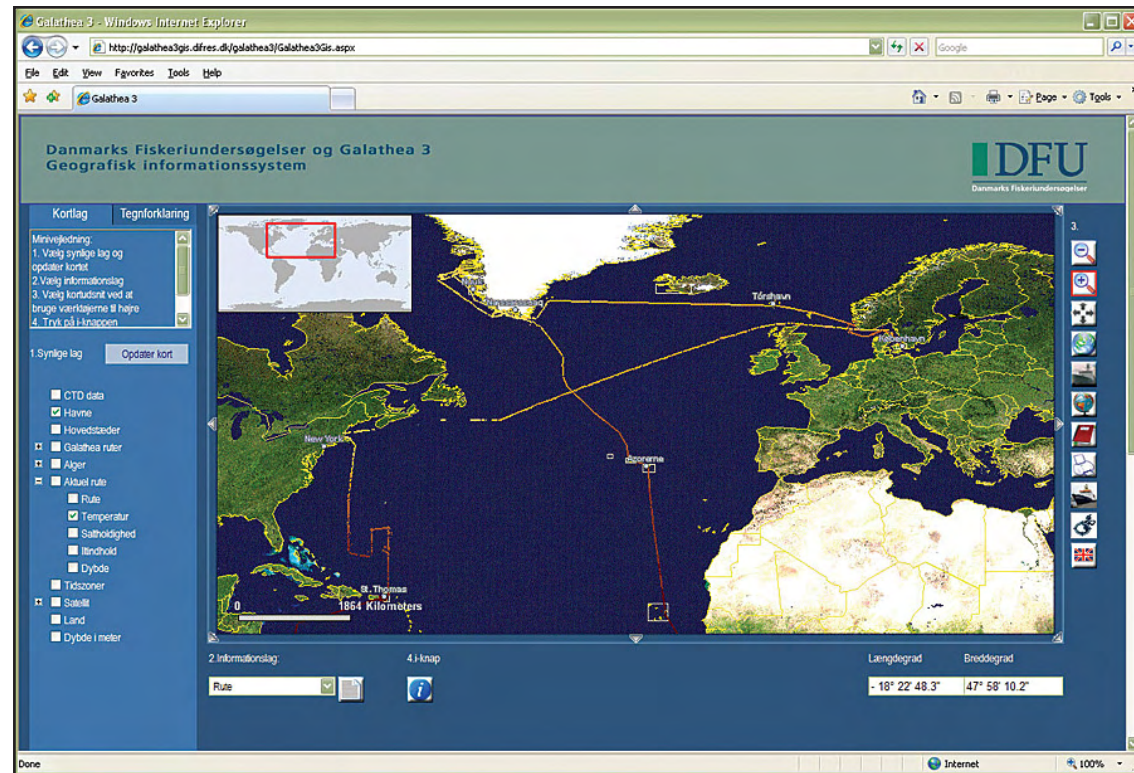 Galathea 3 - Windows Internet Explorer
http://galathea3gis.difres.dk/galathea3/Galathea3Gis.aspx
Google
File Edit View Favorites Tools Help
Galathea 3
Page
Tools
Danmarks Fiskeriundersøgelser og Galathea 3
Geografisk informationssystem
DFU
Danmarks Fiskeriundersøgelser
Kortlag Tegnforklaring
Minivejledning:
1. Vælg synlige lag og
opdater kortet
2.Vælg informationslag
3. Vælg kortudsnit ved at
bruge værktøjerne til højre
4. Tryk på i-knappen
1.Synlige lag
Opdater kort
CTD data
Havne
Hovedstæder
Galathea ruter
Alger
Aktuel rute
Rute
Temperatur
Saltholdighed
Iltindhold
Dybde
Tidszoner
Satellit
Land
Dybde i meter
Nuuk
Tórshavn
København
New York
Azorerne
St. Thomas
0 1864 Kilometers
3.
2.Informationslag:
4.i-knap
Rute
Længdegrad Breddegrad
- 18° 22' 48.3" 47° 58' 10.2"
Done
Internet
100%